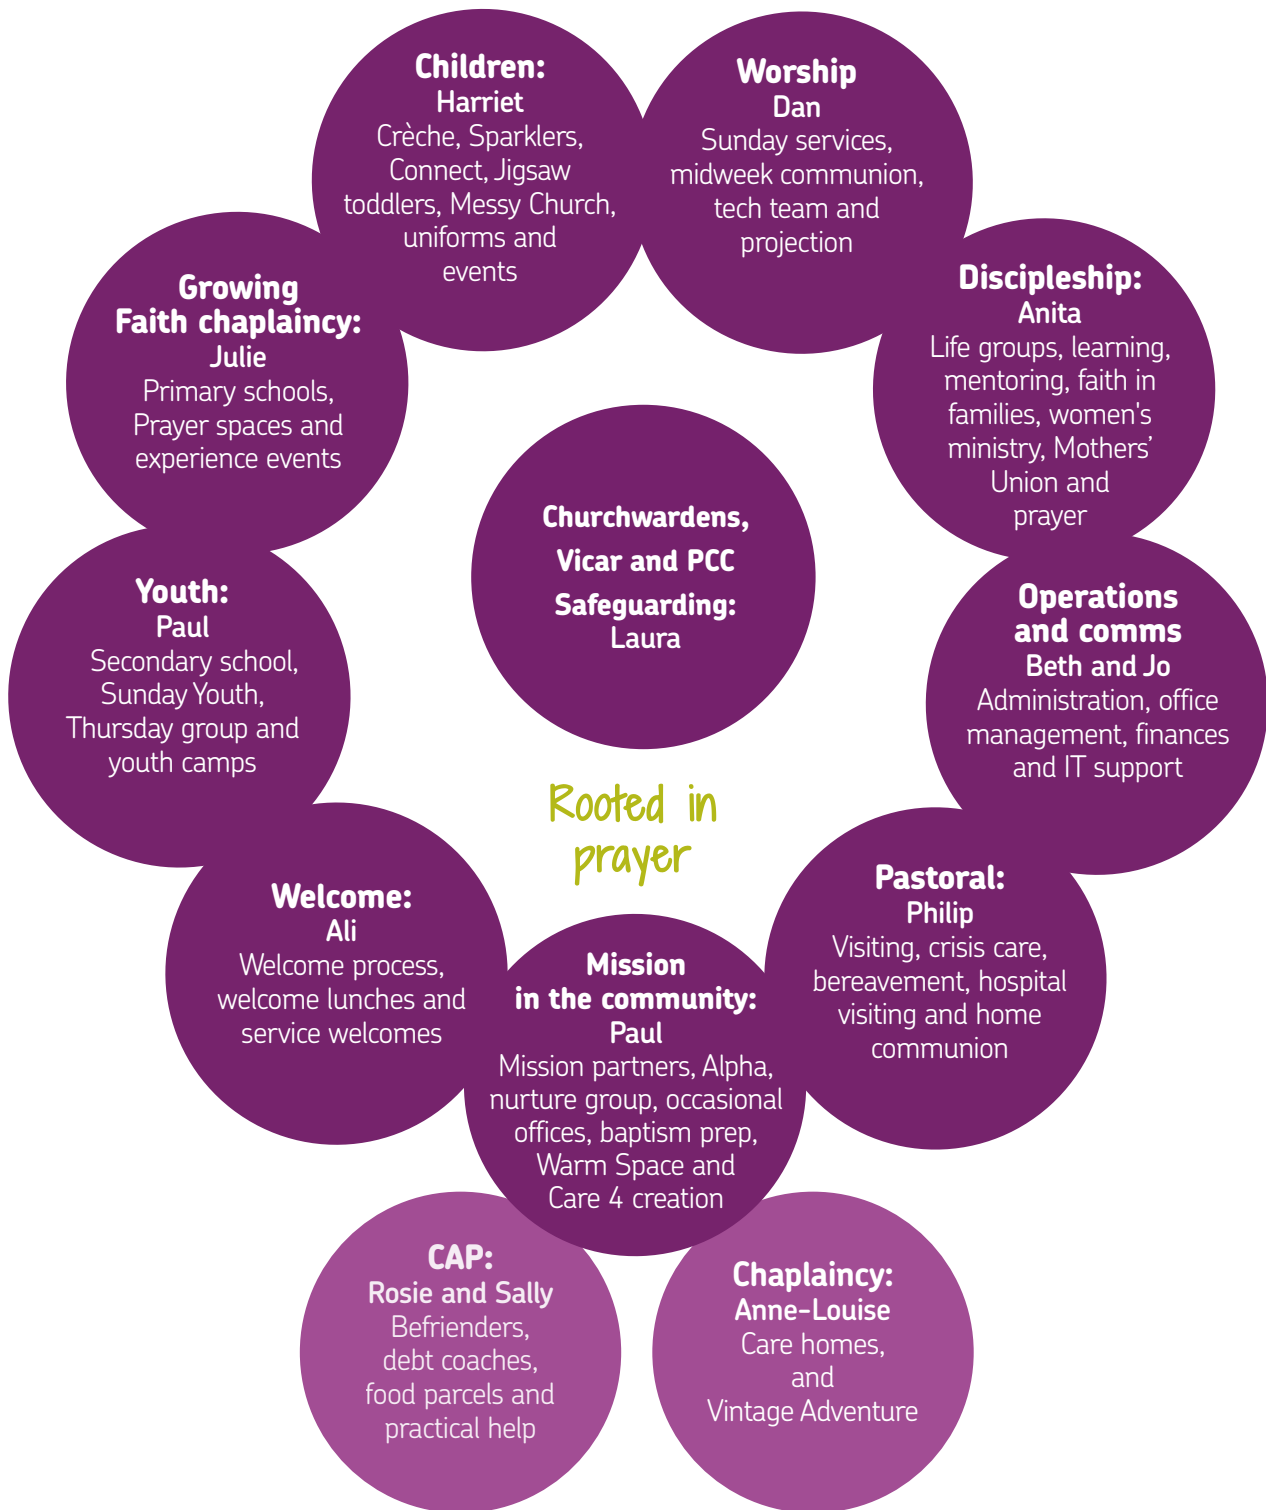 Children:
Harriet
Crèche, Sparklers,
Connect, Jigsaw
toddlers, Messy Church,
uniforms and
events
Worship
Dan
Sunday services,
midweek communion,
tech team and
projection
Growing
Faith chaplaincy:
Julie
Primary schools,
Prayer spaces and
experience events
Discipleship:
Anita
Life groups, learning,
mentoring, faith in
families, women's
ministry, Mothers’
Union and
prayer
Churchwardens,
Vicar and PCC
Safeguarding:
Laura
Youth:
Paul
Secondary school,
Sunday Youth,
Thursday group and
youth camps
Operations
and comms
Beth and Jo
Administration, office
management, finances
and IT support
Rooted in
prayer
Welcome:
Ali
Welcome process,
welcome lunches and
service welcomes
Mission
in the community:
Paul
Mission partners, Alpha,
nurture group, occasional
offices, baptism prep,
Warm Space and
Care 4 creation
Pastoral:
Philip
Visiting, crisis care,
bereavement, hospital
visiting and home
communion
CAP:
Rosie and Sally
Befrienders,
debt coaches,
food parcels and
practical help
Chaplaincy:
Anne-Louise
Care homes,
and
Vintage Adventure